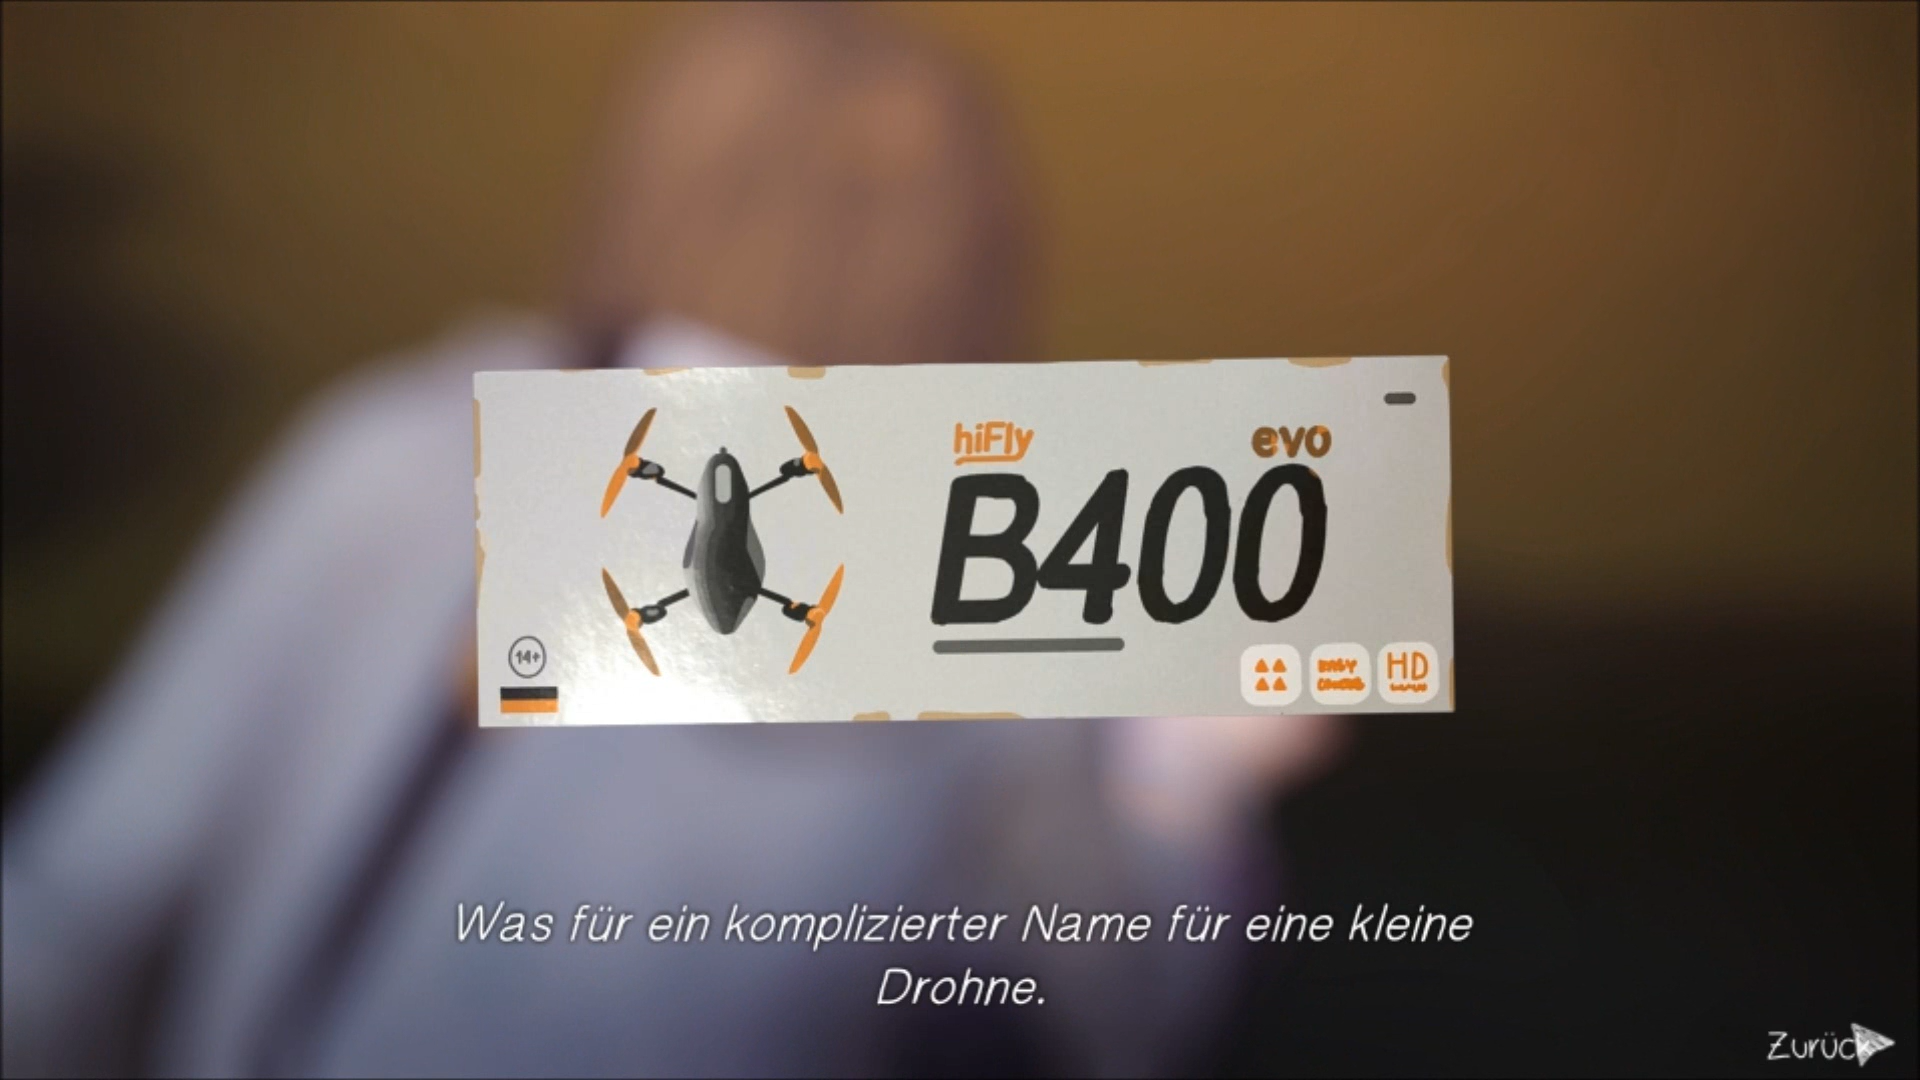 hiFly
evo
B400
14+
HD
Was für ein komplizierter Name für eine kleine
Drohne.
Zurück